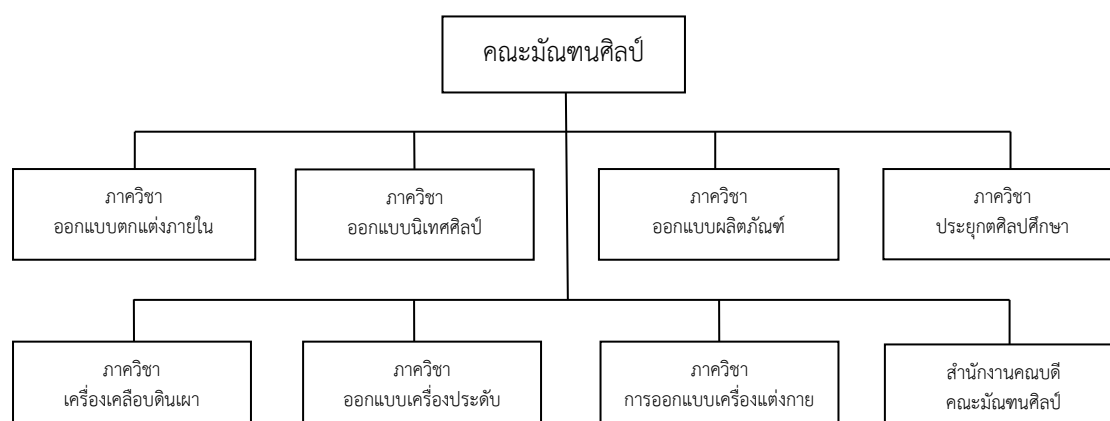 คณะมัณฑนศิลป์
ภาควิชา
ออกแบบตกแต่งภายใน
ภาควิชา
ออกแบบนิเทศศิลป์
ภาควิชา
ออกแบบผลิตภัณฑ์
ภาควิชา
ประยุกตศิลปศึกษา
ภาควิชา
เครื่องเคลือบดินเผา
ภาควิชา
ออกแบบเครื่องประดับ
ภาควิชา
การออกแบบเครื่องแต่งกาย
สำนักงานคณบดี
คณะมัณฑนศิลป์